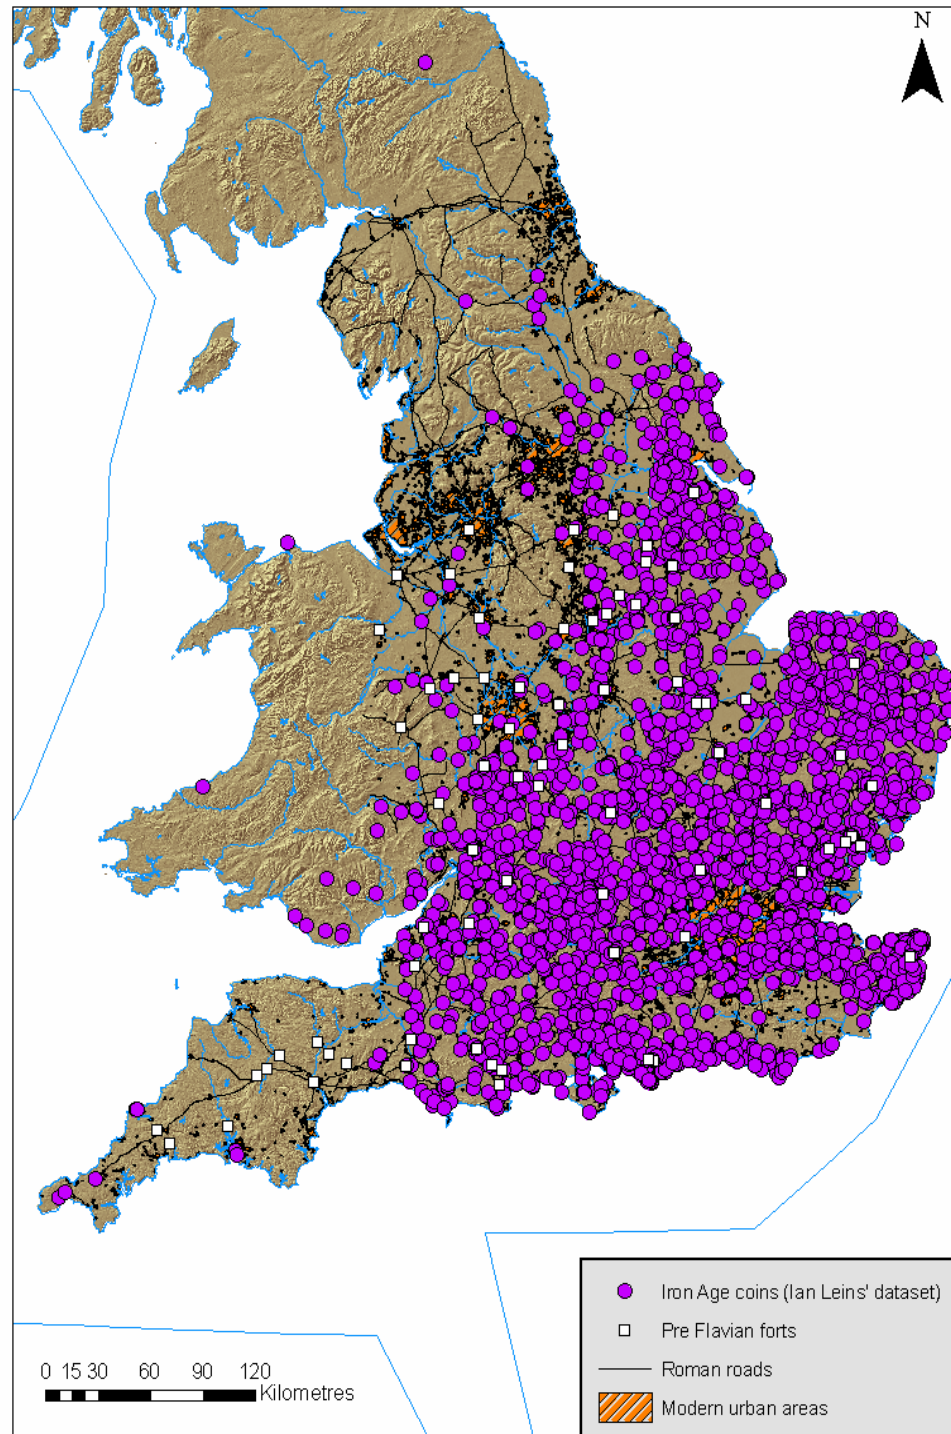 N
Iron Age coins (Ian Leins' dataset)
Pre Flavian forts
Roman roads
Modern urban areas
0 15 30 60 90 120
Kilometres